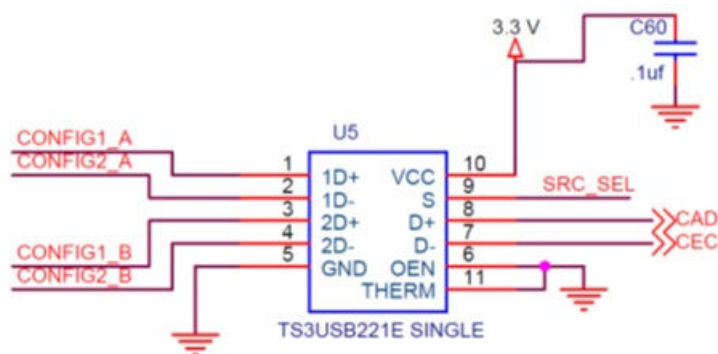 3.3 V
C60
.1uf
U5
CONFIG1_A
CONFIG2_A
CONFIG1_B
CONFIG2_B
1 1D+ VCC 10
2 1D- S 9 SRC_SEL
3 2D+ D+ 8 CAD
4 2D- D- 7 CEC
5 GND OEN 6
THERM 11
TS3USB221E SINGLE